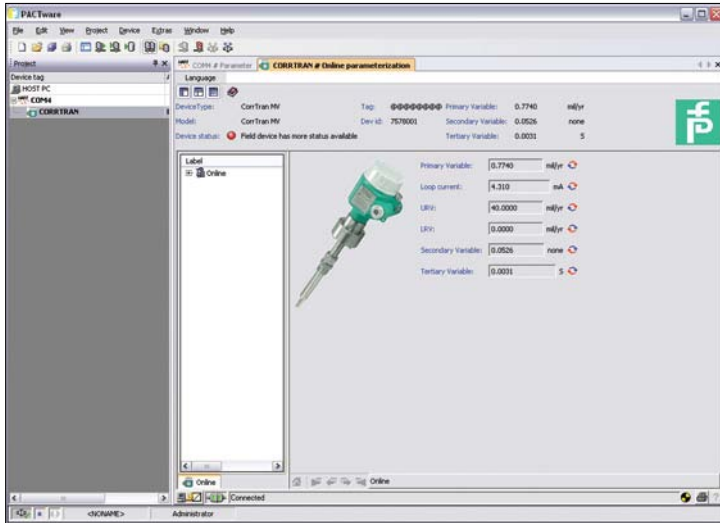 PACTware
File Edit View Project Device Extras Window Help
Project
COM4 # Parameter CORRTRAN # Online parameterization
Device tag
HOST PC
COM4
CORRTRAN
Language
DeviceType: CorrTran MV Tag: @@@@@@@@ Primary Variable: 0.7740 mil/yr
Model: CorrTran MV Dev id: 7578001 Secondary Variable: 0.0526 none
Device status: Field device has more status available Tertiary Variable: 0.0031 S
Label
Online
Primary Variable: 0.7740 mil/yr
Loop current: 4.310 mA
URV: 40.0000 mil/yr
LRV: 0.0000 mil/yr
Secondary Variable: 0.0526 none
Tertiary Variable: 0.0031 S
Online
Online
Connected
<NONAME> Administrator